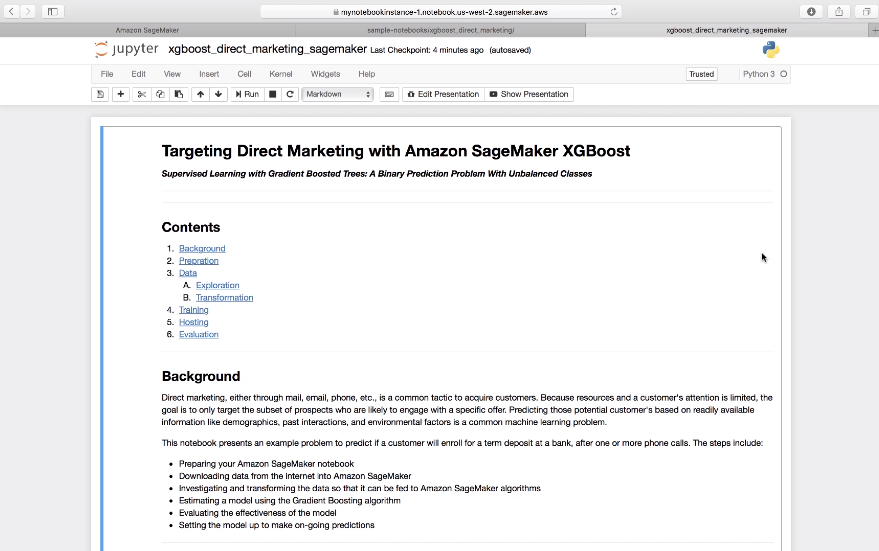 mynotebookinstance-1.notebook.us-west-2.sagemaker.aws
Amazon SageMaker
sample-notebooks/xgboost_direct_marketing/
xgboost_direct_marketing_sagemaker
jupyter xgboost_direct_marketing_sagemaker Last Checkpoint: 4 minutes ago (autosaved)
File Edit View Insert Cell Kernel Widgets Help Trusted Python 3
Run Markdown Edit Presentation Show Presentation
Targeting Direct Marketing with Amazon SageMaker XGBoost
Supervised Learning with Gradient Boosted Trees: A Binary Prediction Problem With Unbalanced Classes
Contents
1. Background
2. Prepration
3. Data
A. Exploration
B. Transformation
4. Training
5. Hosting
6. Evaluation
Background
Direct marketing, either through mail, email, phone, etc., is a common tactic to acquire customers. Because resources and a customer's attention is limited, the
goal is to only target the subset of prospects who are likely to engage with a specific offer. Predicting those potential customer's based on readily available
information like demographics, past interactions, and environmental factors is a common machine learning problem.
This notebook presents an example problem to predict if a customer will enroll for a term deposit at a bank, after one or more phone calls. The steps include:
• Preparing your Amazon SageMaker notebook
• Downloading data from the internet into Amazon SageMaker
• Investigating and transforming the data so that it can be fed to Amazon SageMaker algorithms
• Estimating a model using the Gradient Boosting algorithm
• Evaluating the effectiveness of the model
• Setting the model up to make on-going predictions